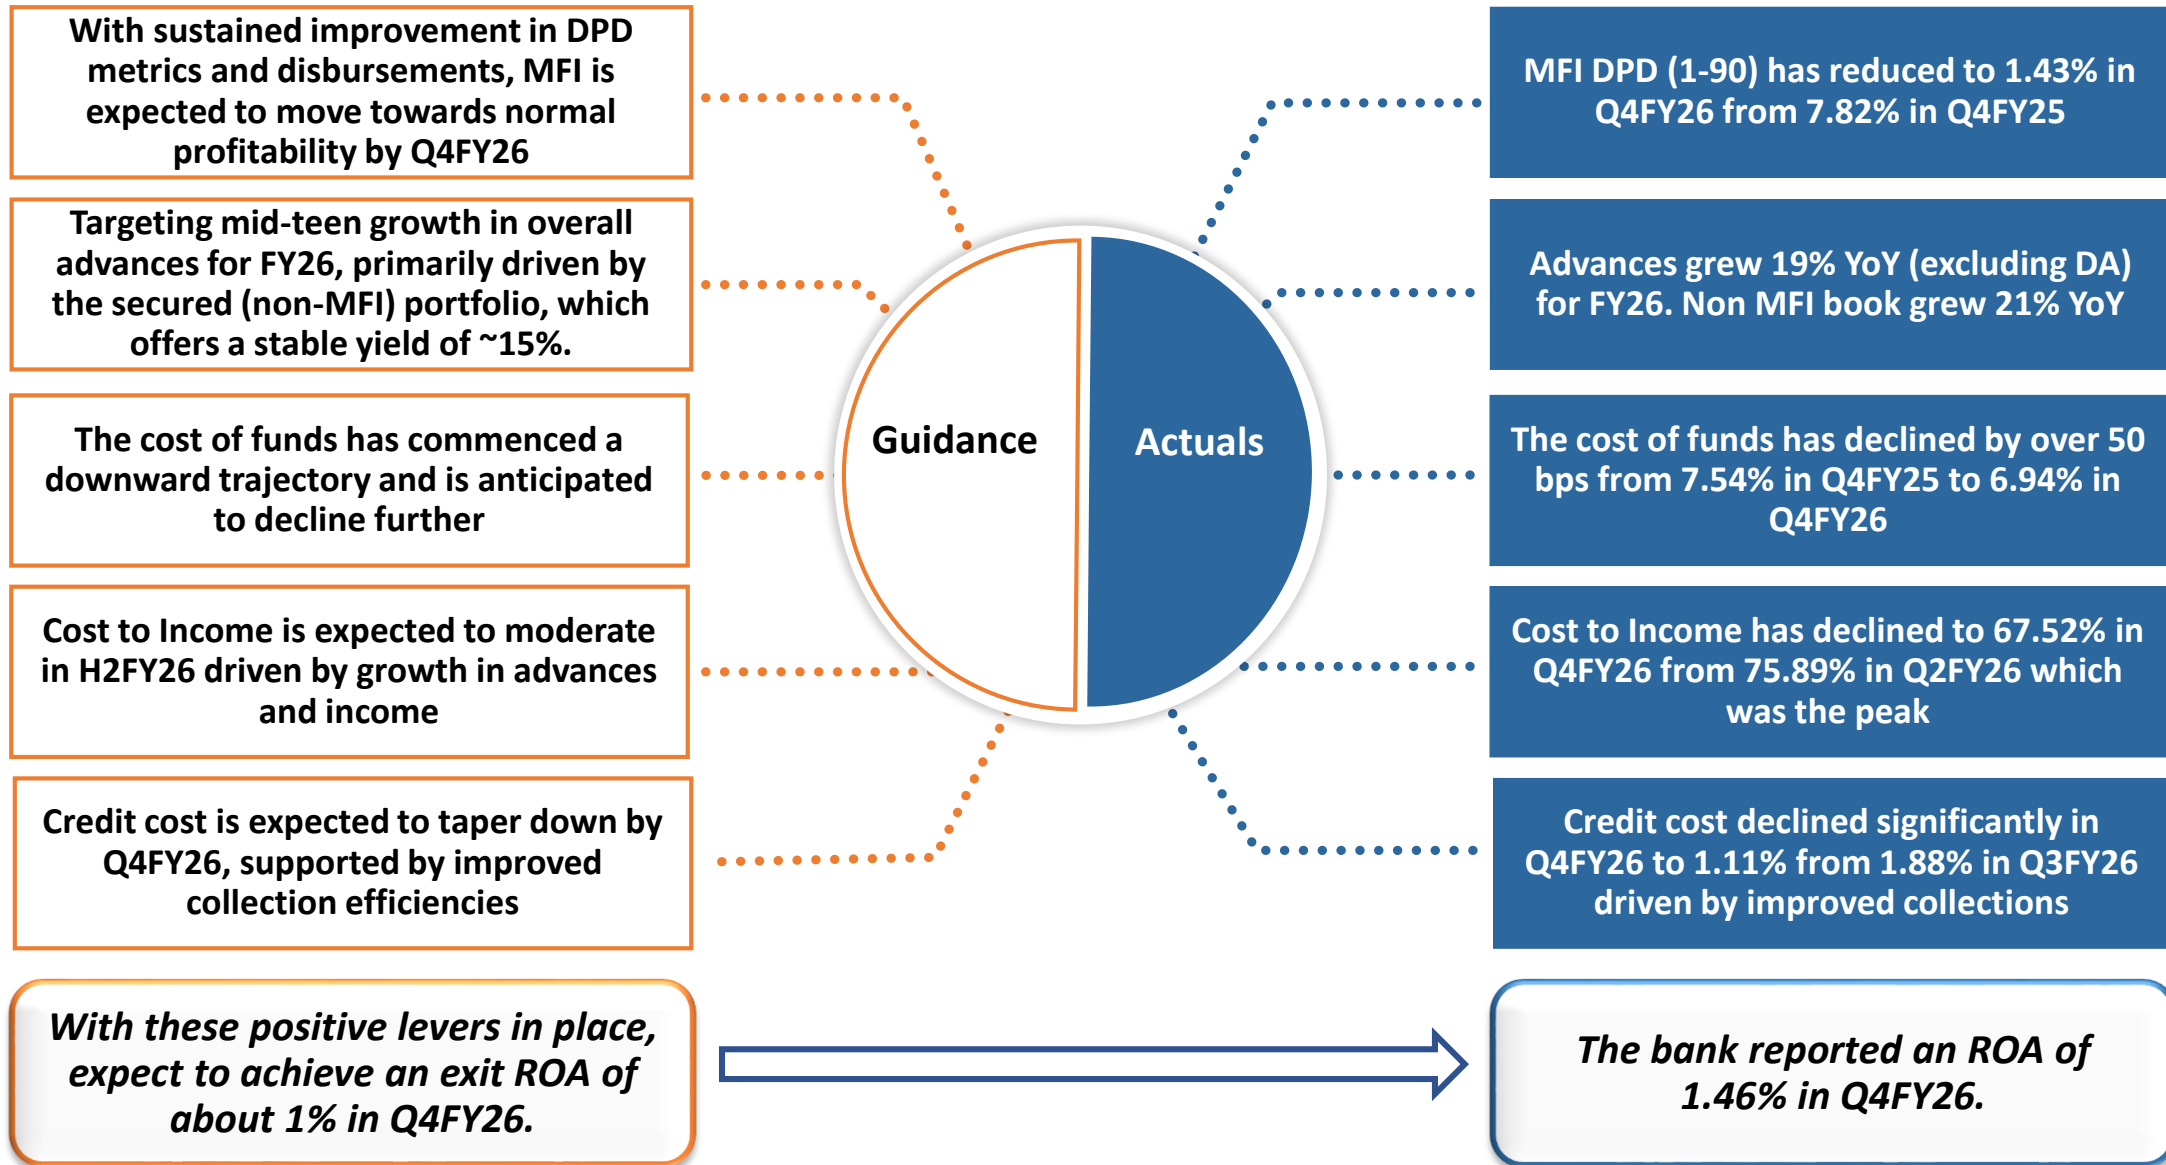 With sustained improvement in DPD
metrics and disbursements, MFI is
expected to move towards normal
profitability by Q4FY26
MFI DPD (1-90) has reduced to 1.43% in
Q4FY26 from 7.82% in Q4FY25
Targeting mid-teen growth in overall
advances for FY26, primarily driven by
the secured (non-MFI) portfolio, which
offers a stable yield of ~15%.
Advances grew 19% YoY (excluding DA)
for FY26. Non MFI book grew 21% YoY
Guidance
Actuals
The cost of funds has commenced a
downward trajectory and is anticipated
to decline further
The cost of funds has declined by over 50
bps from 7.54% in Q4FY25 to 6.94% in
Q4FY26
Cost to Income is expected to moderate
in H2FY26 driven by growth in advances
and income
Cost to Income has declined to 67.52% in
Q4FY26 from 75.89% in Q2FY26 which
was the peak
Credit cost is expected to taper down by
Q4FY26, supported by improved
collection efficiencies
Credit cost declined significantly in
Q4FY26 to 1.11% from 1.88% in Q3FY26
driven by improved collections
With these positive levers in place,
expect to achieve an exit ROA of
about 1% in Q4FY26.
The bank reported an ROA of
1.46% in Q4FY26.